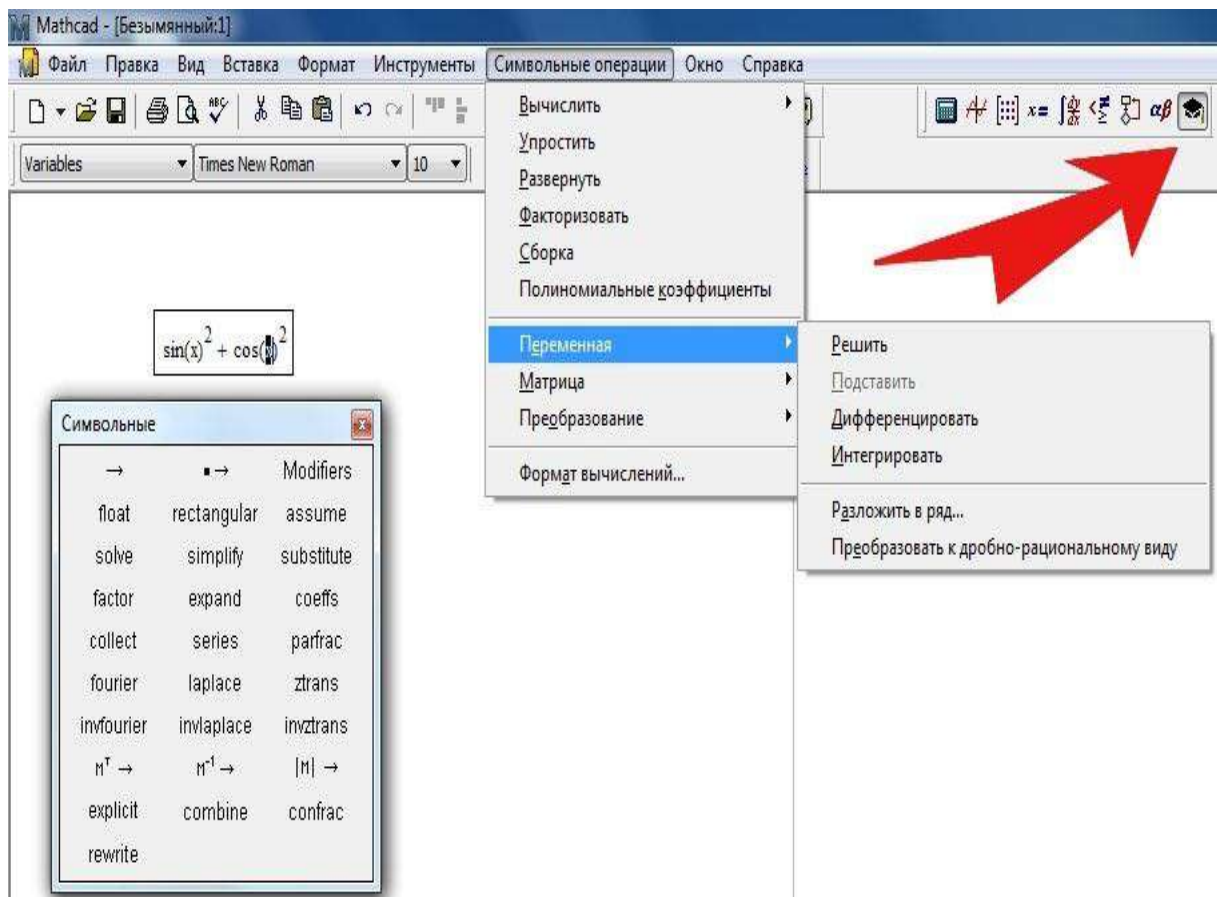 Mathcad - [Безымянный:1]
Файл Правка Вид Вставка Формат Инструменты Символьные операции Окно Справка
Variables Times New Roman 10
Вычислить
Упростить
Развернуть
Факторизовать
Сборка
Полиномиальные коэффициенты
Переменная
Матрица
Преобразование
Формат вычислений...
Решить
Подставить
Дифференцировать
Интегрировать
Разложить в ряд...
Преобразовать к дробно-рациональному виду
sin(x)² + cos(x)²
Символьные
→ ▪→ Modifiers
float rectangular assume
solve simplify substitute
factor expand coeffs
collect series parfrac
fourier laplace ztrans
invfourier invlaplace invztrans
Mᵀ → M⁻¹ → |M| →
explicit combine confrac
rewrite